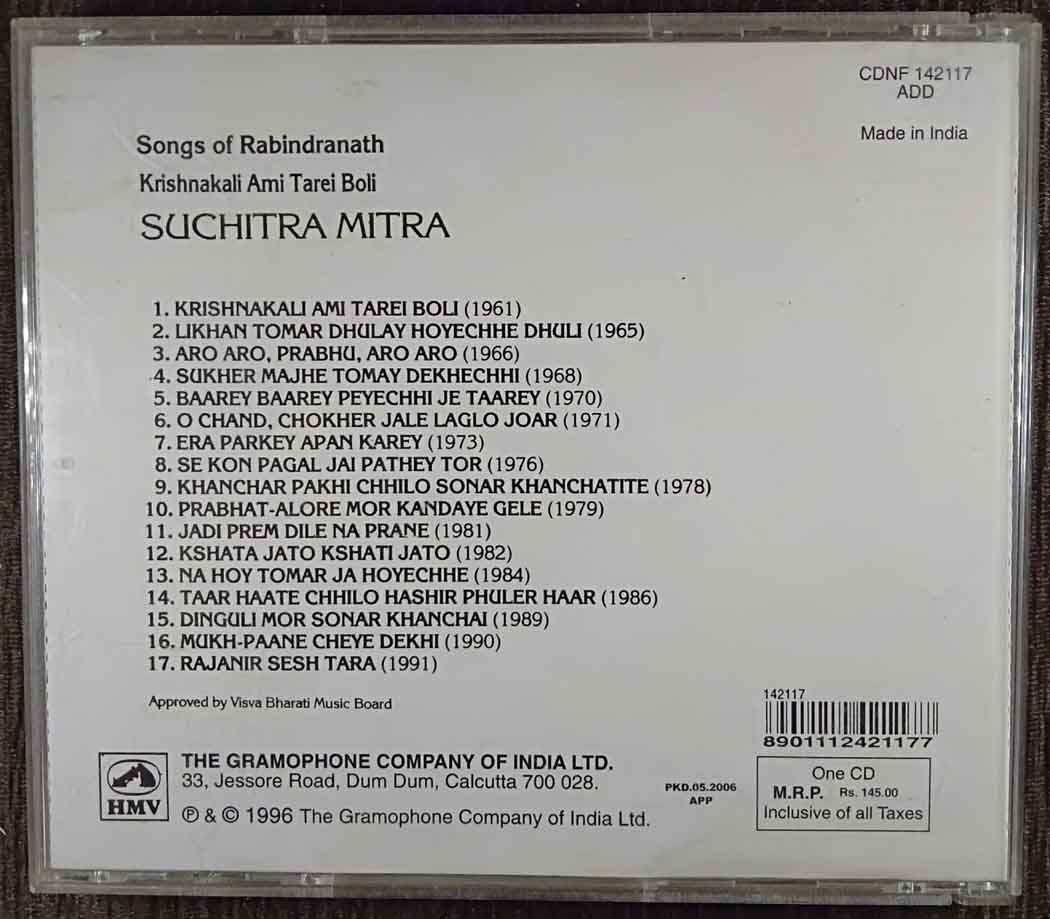 CDNF 142117
ADD
Made in India
Songs of Rabindranath
Krishnakali Ami Tarei Boli
SUCHITRA MITRA
1. KRISHNAKALI AMI TAREI BOLI (1961)
2. LIKHAN TOMAR DHULAY HOYECHHE DHULI (1965)
3. ARO ARO, PRABHU, ARO ARO (1966)
4. SUKHER MAJHE TOMAY DEKHECHHI (1968)
5. BAAREY BAAREY PEYECHHI JE TAAREY (1970)
6. O CHAND, CHOKHER JALE LAGLO JOAR (1971)
7. ERA PARKEY APAN KAREY (1973)
8. SE KON PAGAL JAI PATHEY TOR (1976)
9. KHANCHAR PAKHI CHHILO SONAR KHANCHATITE (1978)
10. PRABHAT-ALORE MOR KANDAYE GELE (1979)
11. JADI PREM DILE NA PRANE (1981)
12. KSHATA JATO KSHATI JATO (1982)
13. NA HOY TOMAR JA HOYECHHE (1984)
14. TAAR HAATE CHHILO HASHIR PHULER HAAR (1986)
15. DINGULI MOR SONAR KHANCHAI (1989)
16. MUKH-PAANE CHEYE DEKHI (1990)
17. RAJANIR SESH TARA (1991)
Approved by Visva Bharati Music Board
142117
8901112421177
HMV
THE GRAMOPHONE COMPANY OF INDIA LTD.
33, Jessore Road, Dum Dum, Calcutta 700 028.
℗ & © 1996 The Gramophone Company of India Ltd.
PKD.05.2006
APP
One CD
M.R.P. Rs. 145.00
Inclusive of all Taxes